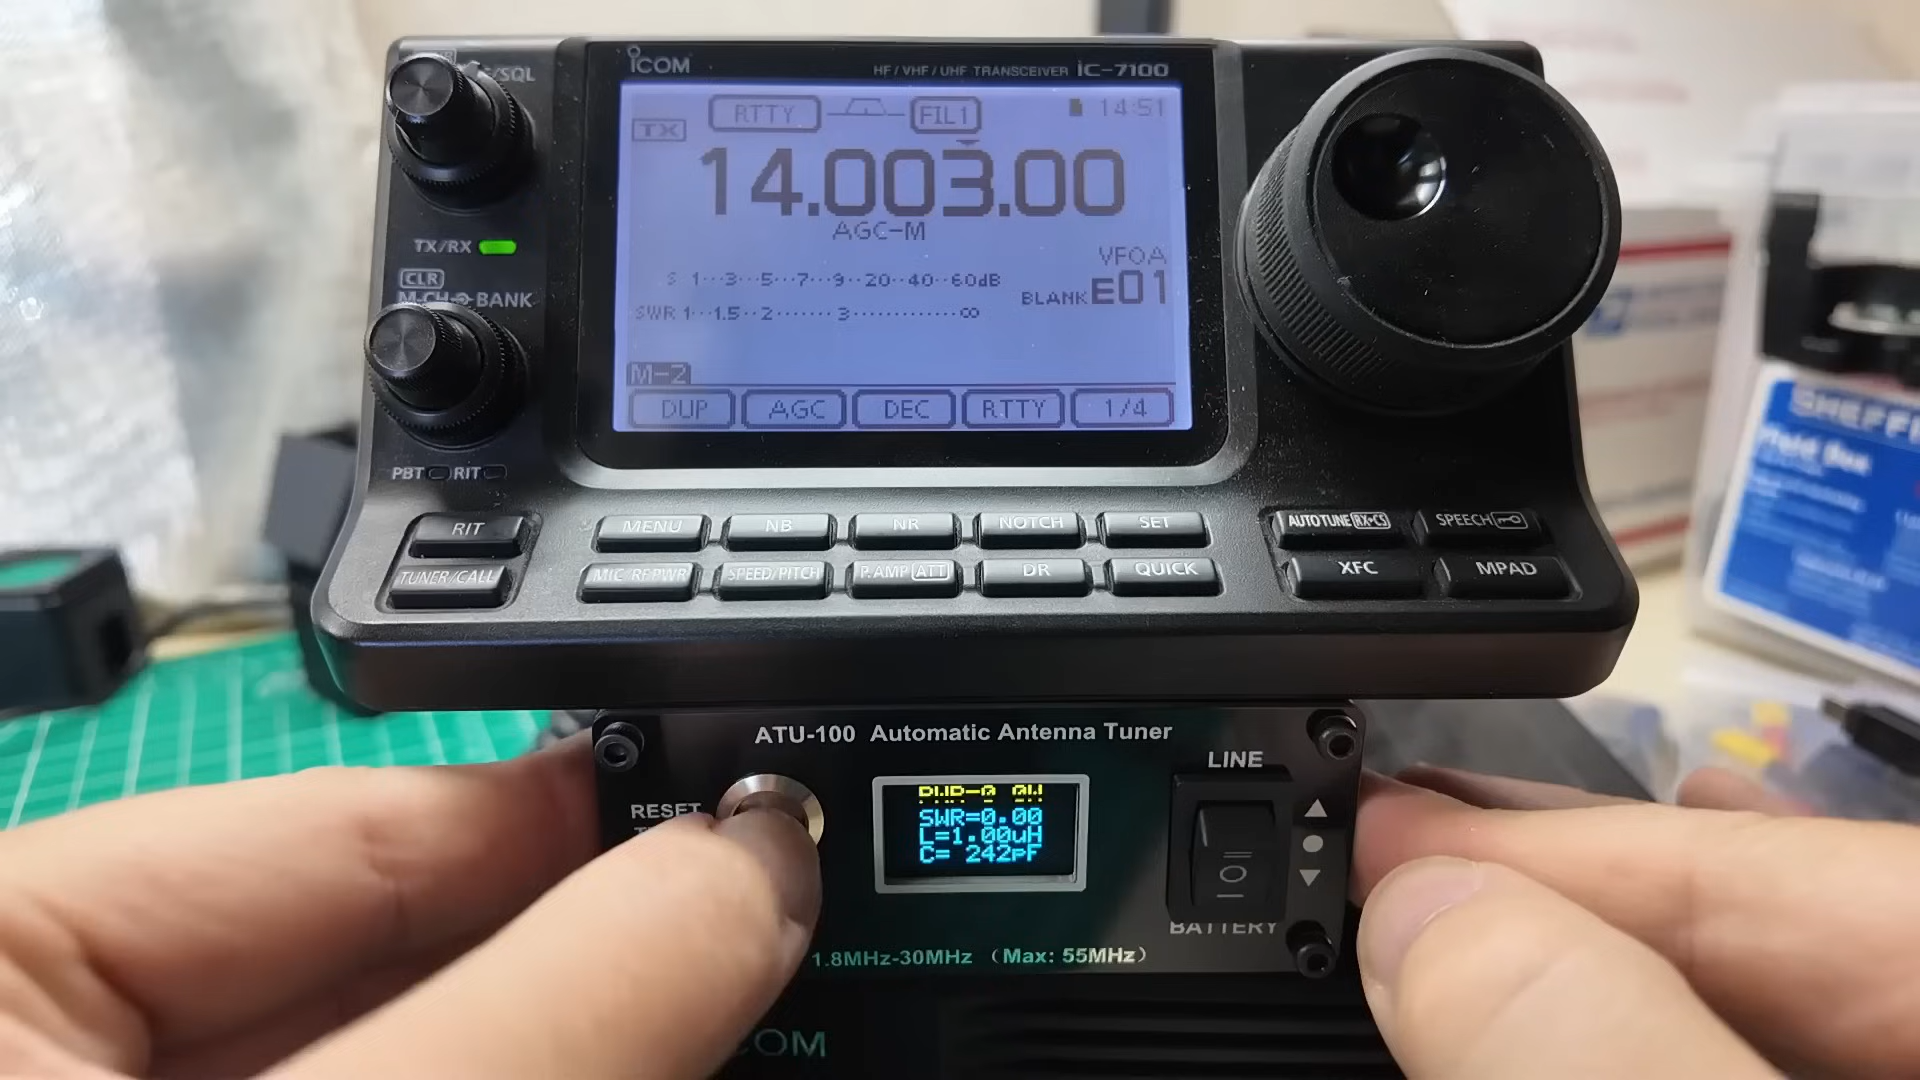 ICOM
HF/VHF/UHF TRANSCEIVER IC-7100
/SQL
RTTY FIL1 14:51
TX
14.003.00
AGC-M
TX/RX
CLR
M-CH BANK
VFOA
S 1···3···5···7···9··20··40··60dB
BLANK E01
SWR 1···1.5··2·······3·············∞
M-2
DUP AGC DEC RTTY 1/4
PBT RIT
RIT MENU NB NR NOTCH SET AUTOTUNE RX•CS SPEECH
TUNER/CALL MIC/RF PWR SPEED/PITCH P.AMP ATT DR QUICK XFC MPAD
ATU-100 Automatic Antenna Tuner
LINE
RESET
SWR=0.00
L=1.00uH
C= 242pF
BATTERY
1.8MHz-30MHz (Max: 55MHz)
COM
SHEFFI
Field Box